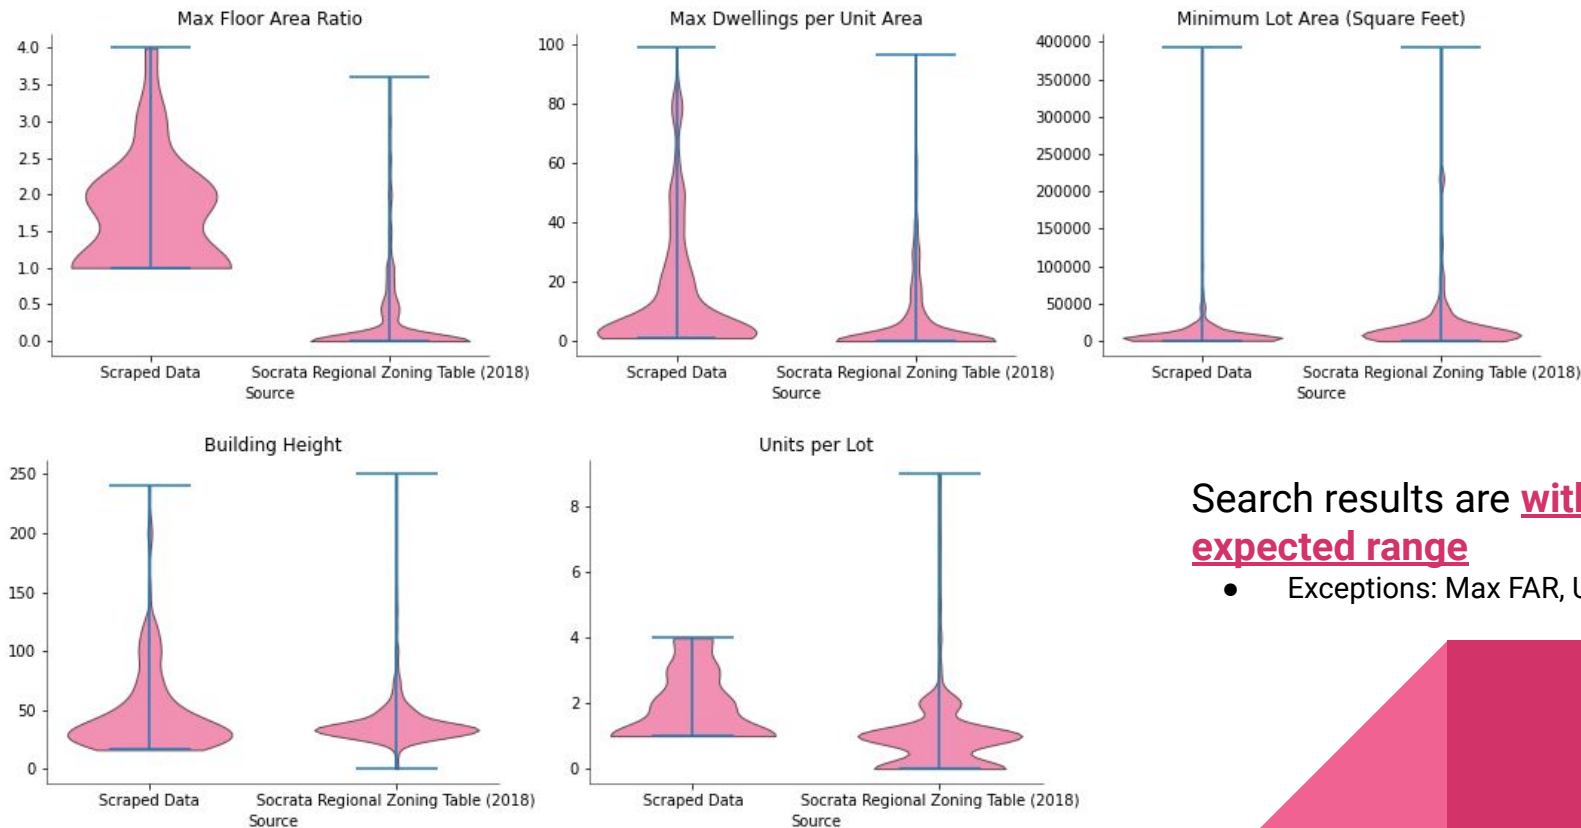 Max Floor Area Ratio
4.0
3.5
3.0
2.5
2.0
1.5
1.0
0.5
0.0
Scraped Data
Socrata Regional Zoning Table (2018)
Source
Max Dwellings per Unit Area
100
80
60
40
20
0
Scraped Data
Socrata Regional Zoning Table (2018)
Source
Minimum Lot Area (Square Feet)
400000
350000
300000
250000
200000
150000
100000
50000
0
Scraped Data
Socrata Regional Zoning Table (2018)
Source
Building Height
250
200
150
100
50
0
Scraped Data
Socrata Regional Zoning Table (2018)
Source
Units per Lot
8
6
4
2
0
Scraped Data
Socrata Regional Zoning Table (2018)
Source
Search results are
expected range
● Exceptions: Max FAR,